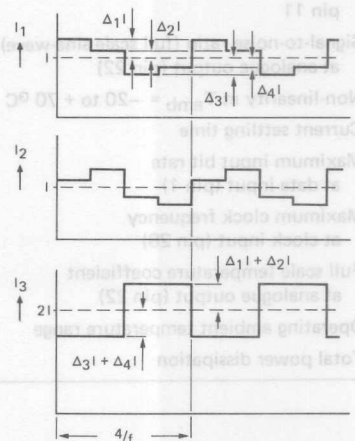 pin 11
Δ₁I Δ₂I
I₁
Signal-to-noise ratio (full scale sine-wave)
at analogue output (pin 22)
I
Non-linearity at Tamb = −20 to + 70 ºC
Δ₃I Δ₄I
Current settling time
I₂
Maximum input bit rate
at data input (pin 1)
I
Maximum clock frequency
at clock input (pin 20)
Δ₁I + Δ₂I
I₃
Full scale temperature coefficient
at analogue output (pin 22)
2I
Operating ambient temperature range
Δ₃I + Δ₄I
Total power dissipation
4/f